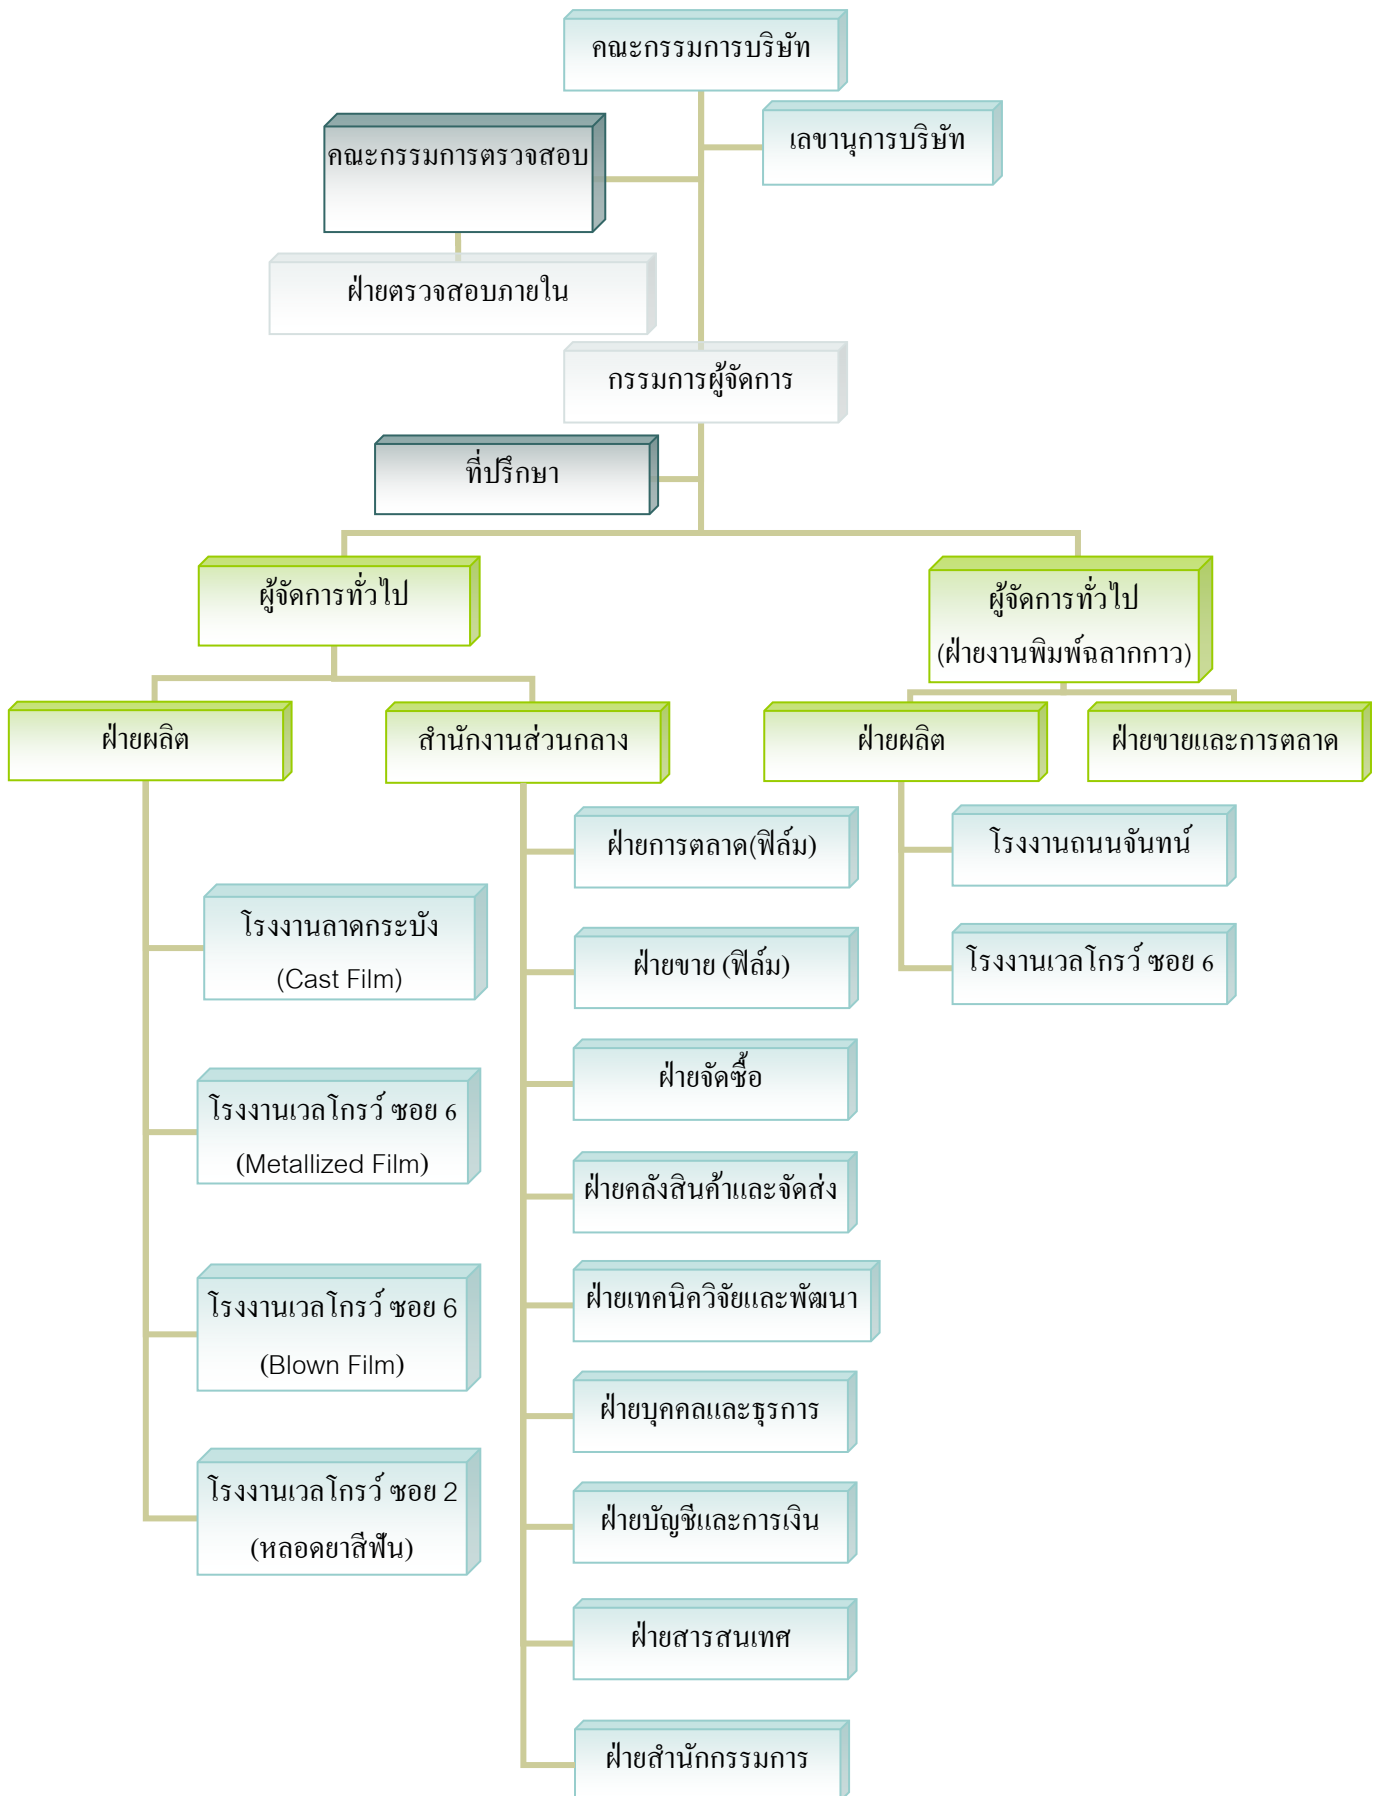 คณะกรรมการบริษัท
เลขานุการบริษัท
คณะกรรมการตรวจสอบ
ฝ่ายตรวจสอบภายใน
กรรมการผู้จัดการ
ที่ปรึกษา
ผู้จัดการทั่วไป
ผู้จัดการทั่วไป
(ฝ่ายงานพิมพ์ฉลากกาว)
ฝ่ายผลิต
สำนักงานส่วนกลาง
ฝ่ายผลิต
ฝ่ายขายและการตลาด
โรงงานลาดกระบัง
(Cast Film)
โรงงานเวลโกรว์ ซอย 6
(Metallized Film)
โรงงานเวลโกรว์ ซอย 6
(Blown Film)
โรงงานเวลโกรว์ ซอย 2
(หลอดยาสีฟัน)
ฝ่ายการตลาด(ฟิล์ม)
ฝ่ายขาย (ฟิล์ม)
ฝ่ายจัดซื้อ
ฝ่ายคลังสินค้าและจัดส่ง
ฝ่ายเทคนิควิจัยและพัฒนา
ฝ่ายบุคคลและธุรการ
ฝ่ายบัญชีและการเงิน
ฝ่ายสารสนเทศ
ฝ่ายสำนักกรรมการ
โรงงานถนนจันทน์
โรงงานเวลโกรว์ ซอย 6